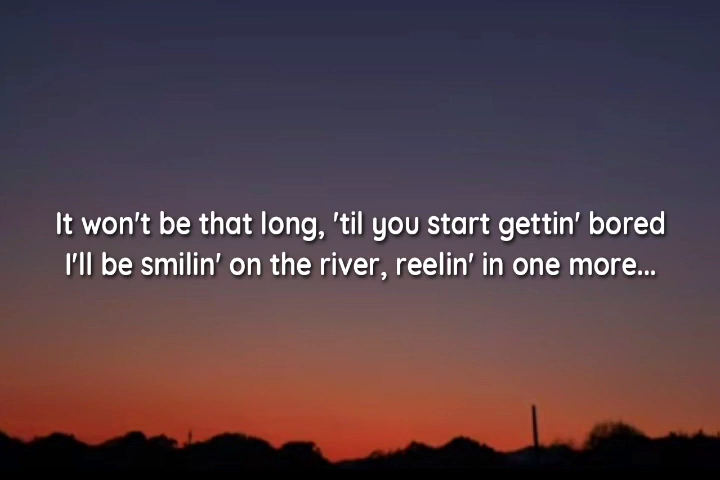 It won't be that long, 'til you start gettin' bored
I'll be smilin' on the river, reelin' in one more...